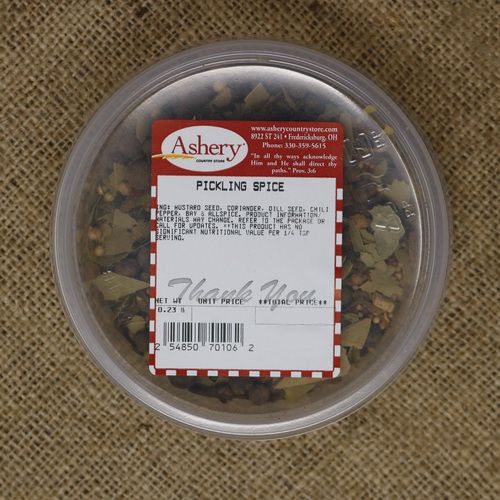 Ashery
COUNTRY STORE
www.asherycountrystore.com
8922 ST 241 • Fredericksburg, OH
Phone: 330-359-5615
"In all thy ways acknowledge
Him and He shall direct thy
paths." Prov. 3:6
PICKLING SPICE
ING: MUSTARD SEED, CORIANDER, DILL SEED, CHILI
PEPPER, BAY & ALLSPICE. PRODUCT INFORMATION/
MATERIALS MAY CHANGE. REFER TO THE PACKAGE OR
CALL FOR UPDATES. **THIS PRODUCT HAS NO
SIGNIFICANT NUTRITIONAL VALUE PER 1/4 TSP
SERVING.
Thank You
NET WT UNIT PRICE **TOTAL PRICE**
0.23 lb
2 54850 70106 2